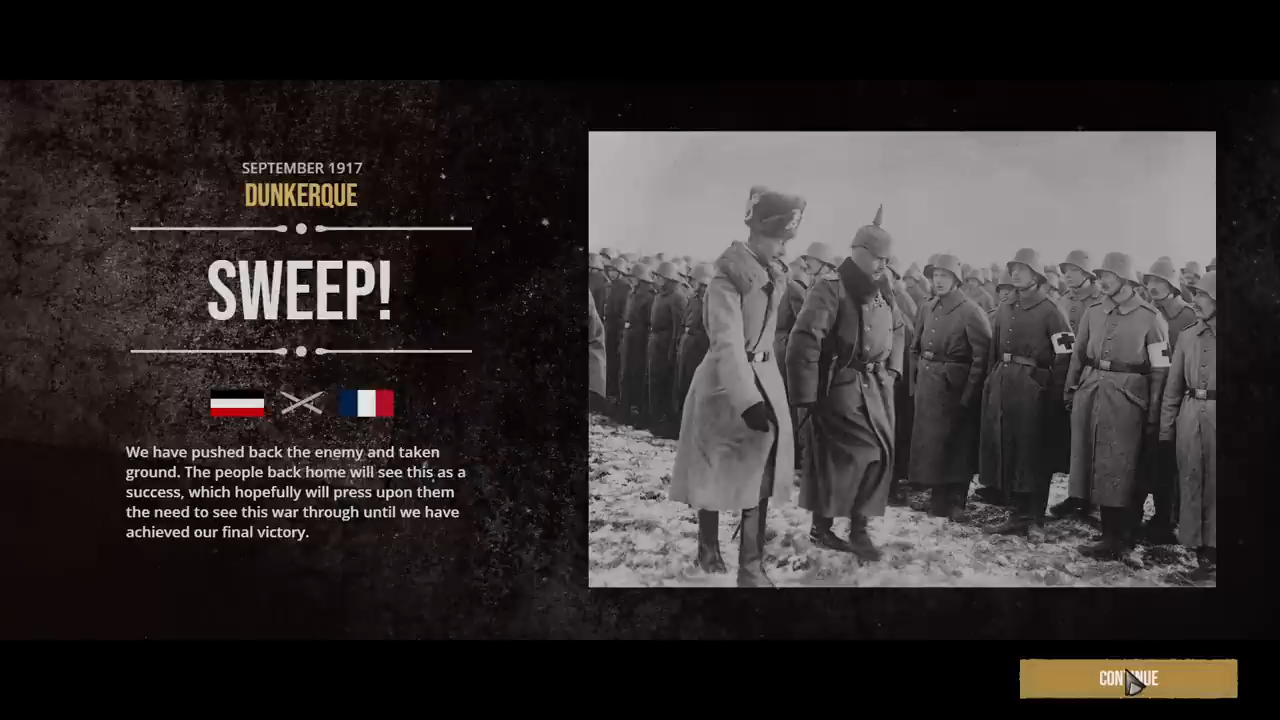 SEPTEMBER 1917
DUNKERQUE
SWEEP!
We have pushed back the enemy and taken
ground. The people back home will see this as a
success, which hopefully will press upon them
the need to see this war through until we have
achieved our final victory.
CONTINUE